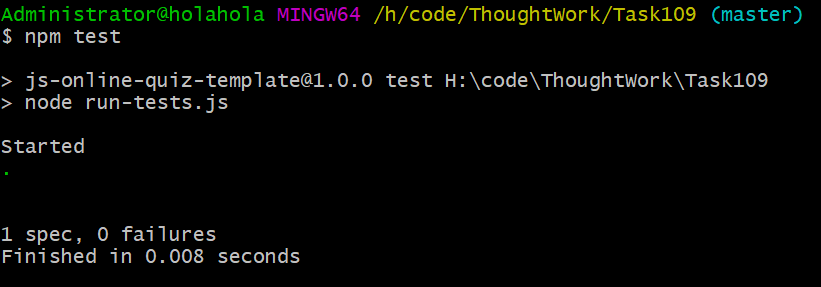 Administrator@holahola MINGW64 /h/code/ThoughtWork/Task109 (master)
$ npm test
> js-online-quiz-template@1.0.0 test H:\code\ThoughtWork\Task109
> node run-tests.js
Started
.
1 spec, 0 failures
Finished in 0.008 seconds